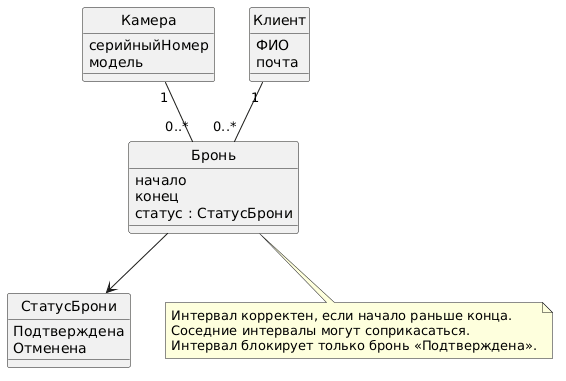 Камера
серийныйНомер
модель
Клиент
ФИО
почта
1
1
0..*
0..*
Бронь
начало
конец
статус : СтатусБрони
СтатусБрони
Подтверждена
Отменена
Интервал корректен, если начало раньше конца.
Соседние интервалы могут соприкасаться.
Интервал блокирует только бронь «Подтверждена».